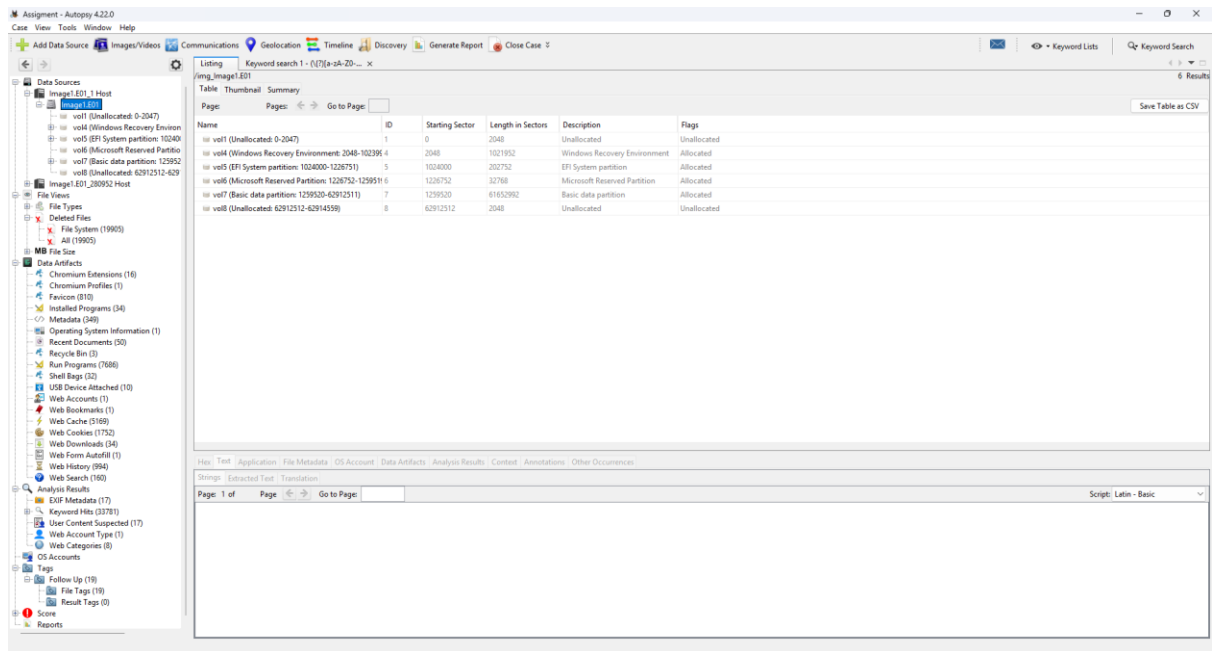 Assigment - Autopsy 4.22.0
Case View Tools Window Help
Add Data Source Images/Videos Communications Geolocation Timeline Discovery Generate Report Close Case Keyword Lists Keyword Search
Listing Keyword search 1 - (\{?)[a-zA-Z0-... ×
/img_Image1.E01 6 Results
Table Thumbnail Summary
Page: Pages: Go to Page: Save Table as CSV
Name ID Starting Sector Length in Sectors Description Flags
vol1 (Unallocated: 0-2047) 1 0 2048 Unallocated Unallocated
vol4 (Windows Recovery Environment: 2048-102399 4 2048 1021952 Windows Recovery Environment Allocated
vol5 (EFI System partition: 1024000-1226751) 5 1024000 202752 EFI System partition Allocated
vol6 (Microsoft Reserved Partition: 1226752-125951 6 1226752 32768 Microsoft Reserved Partition Allocated
vol7 (Basic data partition: 1259520-62912511) 7 1259520 61652992 Basic data partition Allocated
vol8 (Unallocated: 62912512-62914559) 8 62912512 2048 Unallocated Unallocated
Data Sources
Image1.E01_1 Host
Image1.E01
vol1 (Unallocated: 0-2047)
vol4 (Windows Recovery Environ
vol5 (EFI System partition: 10240
vol6 (Microsoft Reserved Partitio
vol7 (Basic data partition: 125952
vol8 (Unallocated: 62912512-629
Image1.E01_280952 Host
File Views
File Types
Deleted Files
File System (19905)
All (19905)
MB File Size
Data Artifacts
Chromium Extensions (16)
Chromium Profiles (1)
Favicon (810)
Installed Programs (34)
Metadata (349)
Operating System Information (1)
Recent Documents (50)
Recycle Bin (3)
Run Programs (7686)
Shell Bags (32)
USB Device Attached (10)
Web Accounts (1)
Web Bookmarks (1)
Web Cache (5169)
Web Cookies (1752)
Web Downloads (34)
Web Form Autofill (1)
Web History (994)
Web Search (160)
Analysis Results
EXIF Metadata (17)
Keyword Hits (33781)
User Content Suspected (17)
Web Account Type (1)
Web Categories (8)
OS Accounts
Tags
Follow Up (19)
File Tags (19)
Result Tags (0)
Score
Reports
Hex Text Application File Metadata OS Account Data Artifacts Analysis Results Context Annotations Other Occurrences
Strings Extracted Text Translation
Page: 1 of Page Go to Page: Script: Latin - Basic